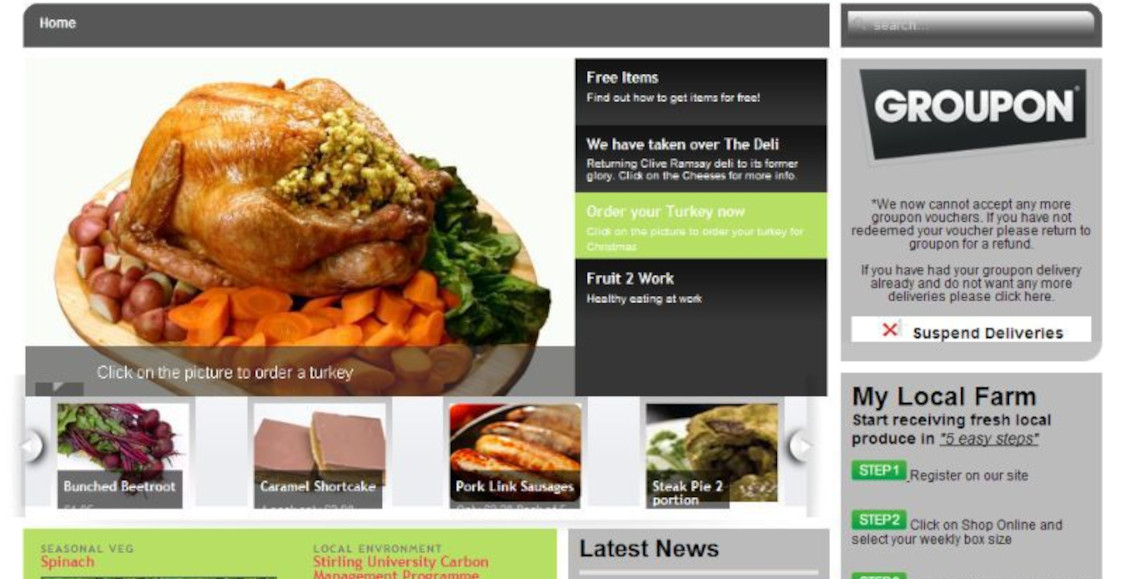 Home
search...
Free Items
Find out how to get items for free!
We have taken over The Deli
Returning Clive Ramsay deli to its former
glory. Click on the Cheeses for more info.
Order your Turkey now
Click on the picture to order your turkey for
Christmas
Fruit 2 Work
Healthy eating at work
Click on the picture to order a turkey
Bunched Beetroot
Caramel Shortcake
Pork Link Sausages
Steak Pie 2
portion
SEASONAL VEG
Spinach
LOCAL ENVRONMENT
Stirling University Carbon
Management Programme
Latest News
GROUPON
*We now cannot accept any more
groupon vouchers. If you have not
redeemed your voucher please return to
groupon for a refund.
If you have had your groupon delivery
already and do not want any more
deliveries please click here.
Suspend Deliveries
My Local Farm
Start receiving fresh local
produce in "5 easy steps"
STEP1 Register on our site
STEP2 Click on Shop Online and
select your weekly box size